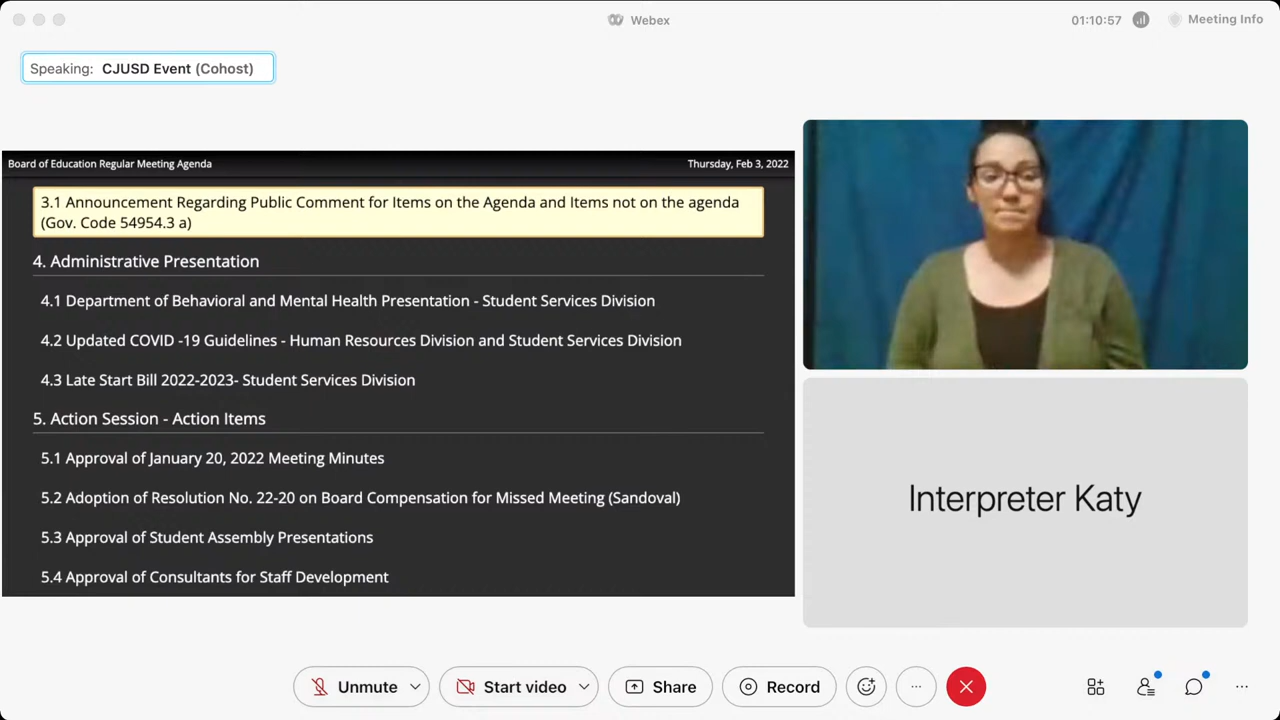 Webex
01:10:57
Meeting Info
Speaking: CJUSD Event (Cohost)
Board of Education Regular Meeting Agenda
Thursday, Feb 3, 2022
3.1 Announcement Regarding Public Comment for Items on the Agenda and Items not on the agenda
(Gov. Code 54954.3 a)
4. Administrative Presentation
4.1 Department of Behavioral and Mental Health Presentation - Student Services Division
4.2 Updated COVID -19 Guidelines - Human Resources Division and Student Services Division
4.3 Late Start Bill 2022-2023- Student Services Division
5. Action Session - Action Items
5.1 Approval of January 20, 2022 Meeting Minutes
5.2 Adoption of Resolution No. 22-20 on Board Compensation for Missed Meeting (Sandoval)
5.3 Approval of Student Assembly Presentations
5.4 Approval of Consultants for Staff Development
Interpreter Katy
Unmute
Start video
Share
Record